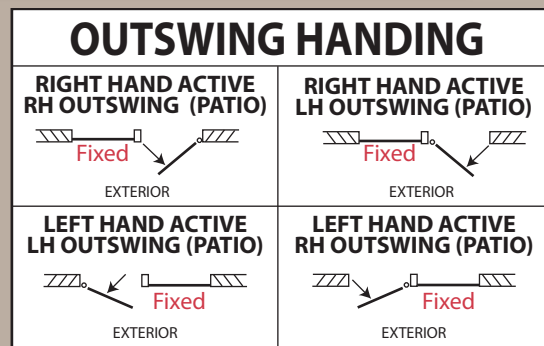 OUTSWING HANDING
RIGHT HAND ACTIVE
RH OUTSWING (PATIO)
Fixed
EXTERIOR
RIGHT HAND ACTIVE
LH OUTSWING (PATIO)
Fixed
EXTERIOR
LEFT HAND ACTIVE
LH OUTSWING (PATIO)
Fixed
EXTERIOR
LEFT HAND ACTIVE
RH OUTSWING (PATIO)
Fixed
EXTERIOR